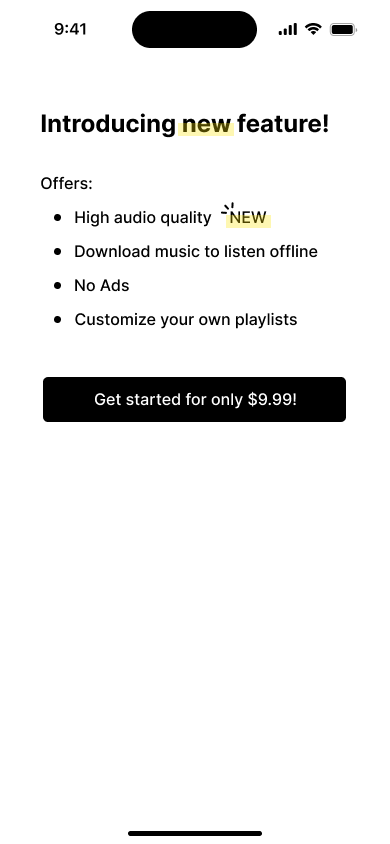 9:41
Introducing new feature!
Offers:
• High audio quality NEW
• Download music to listen offline
• No Ads
• Customize your own playlists
Get started for only $9.99!